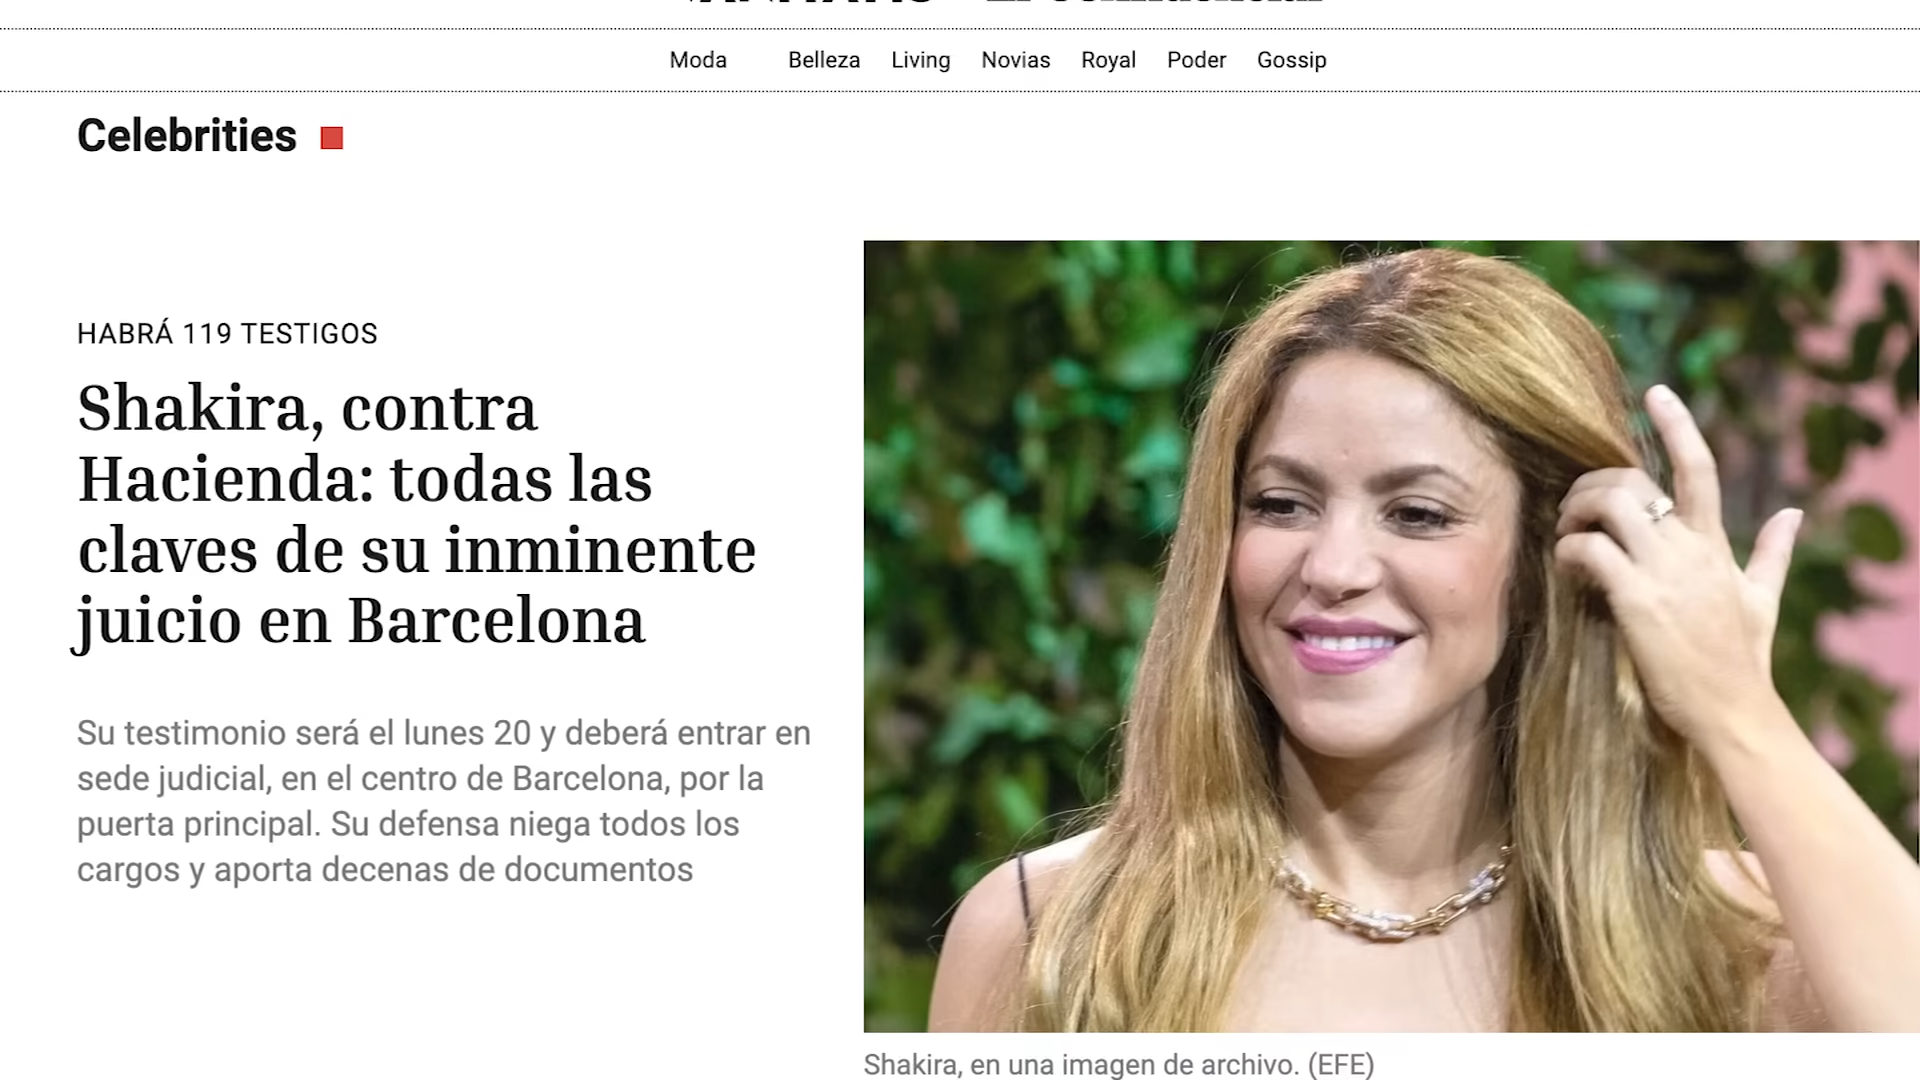 Moda Belleza Living Novias Royal Poder Gossip
Celebrities
HABRÁ 119 TESTIGOS
Shakira, contra
Hacienda: todas las
claves de su inminente
juicio en Barcelona
Su testimonio será el lunes 20 y deberá entrar en
sede judicial, en el centro de Barcelona, por la
puerta principal. Su defensa niega todos los
cargos y aporta decenas de documentos
Shakira, en una imagen de archivo. (EFE)